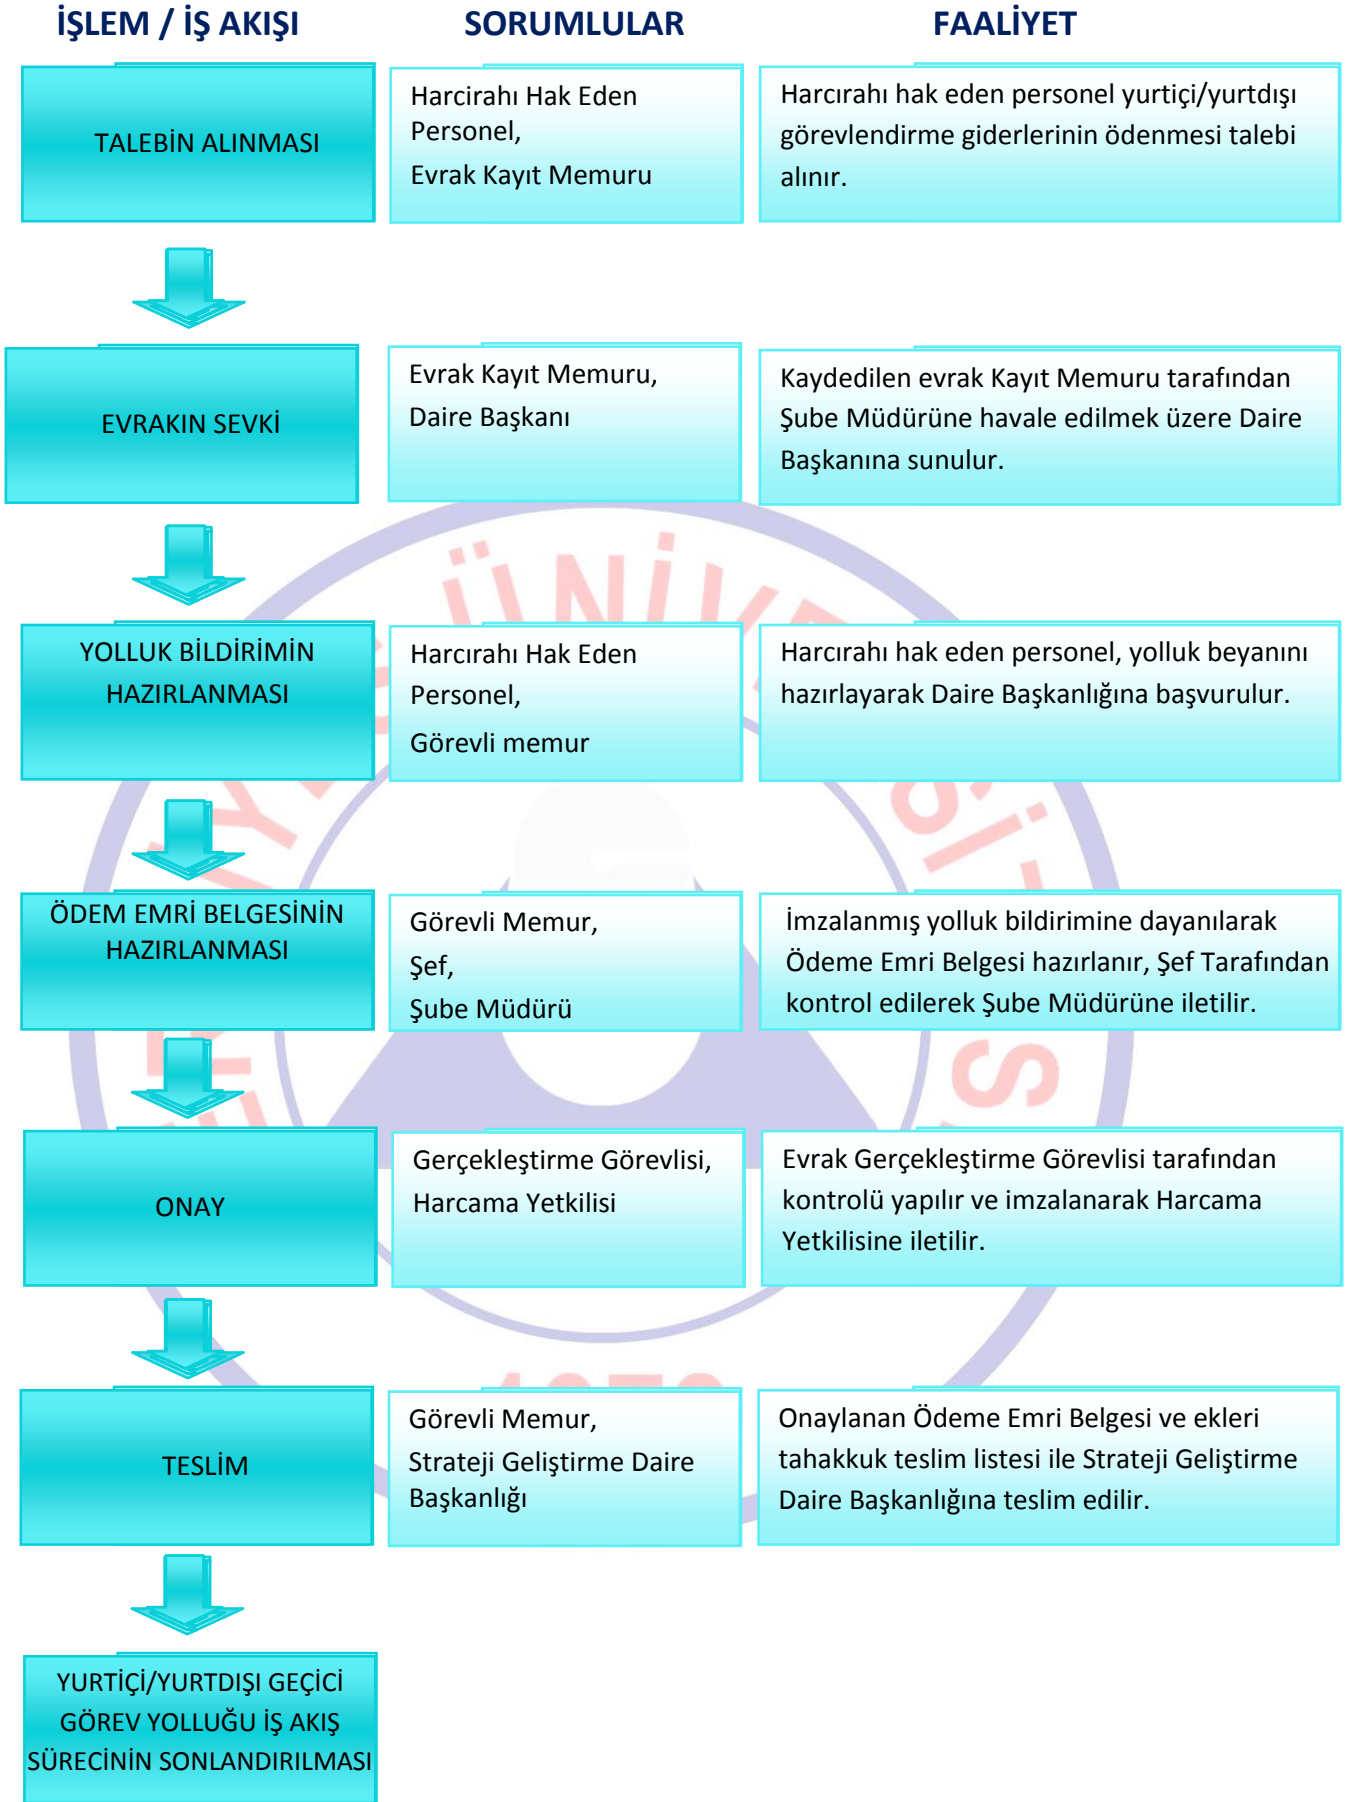 İŞLEM / İŞ AKIŞI
SORUMLULAR
FAALİYET
TALEBİN ALINMASI
Harcirahı Hak Eden
Personel,
Evrak Kayıt Memuru
Harcırahı hak eden personel yurtiçi/yurtdışı
görevlendirme giderlerinin ödenmesi talebi
alınır.
EVRAKIN SEVKİ
Evrak Kayıt Memuru,
Daire Başkanı
Kaydedilen evrak Kayıt Memuru tarafından
Şube Müdürüne havale edilmek üzere Daire
Başkanına sunulur.
YOLLUK BİLDİRİMİN
HAZIRLANMASI
Harcırahı Hak Eden
Personel,
Görevli memur
Harcırahı hak eden personel, yolluk beyanını
hazırlayarak Daire Başkanlığına başvurulur.
ÖDEM EMRİ BELGESİNİN
HAZIRLANMASI
Görevli Memur,
Şef,
Şube Müdürü
İmzalanmış yolluk bildirimine dayanılarak
Ödeme Emri Belgesi hazırlanır, Şef Tarafından
kontrol edilerek Şube Müdürüne iletilir.
ONAY
Gerçekleştirme Görevlisi,
Harcama Yetkilisi
Evrak Gerçekleştirme Görevlisi tarafından
kontrolü yapılır ve imzalanarak Harcama
Yetkilisine iletilir.
TESLİM
Görevli Memur,
Strateji Geliştirme Daire
Başkanlığı
Onaylanan Ödeme Emri Belgesi ve ekleri
tahakkuk teslim listesi ile Strateji Geliştirme
Daire Başkanlığına teslim edilir.
YURTİÇİ/YURTDIŞI GEÇİCİ
GÖREV YOLLUĞU İŞ AKIŞ
SÜRECİNİN SONLANDIRILMASI